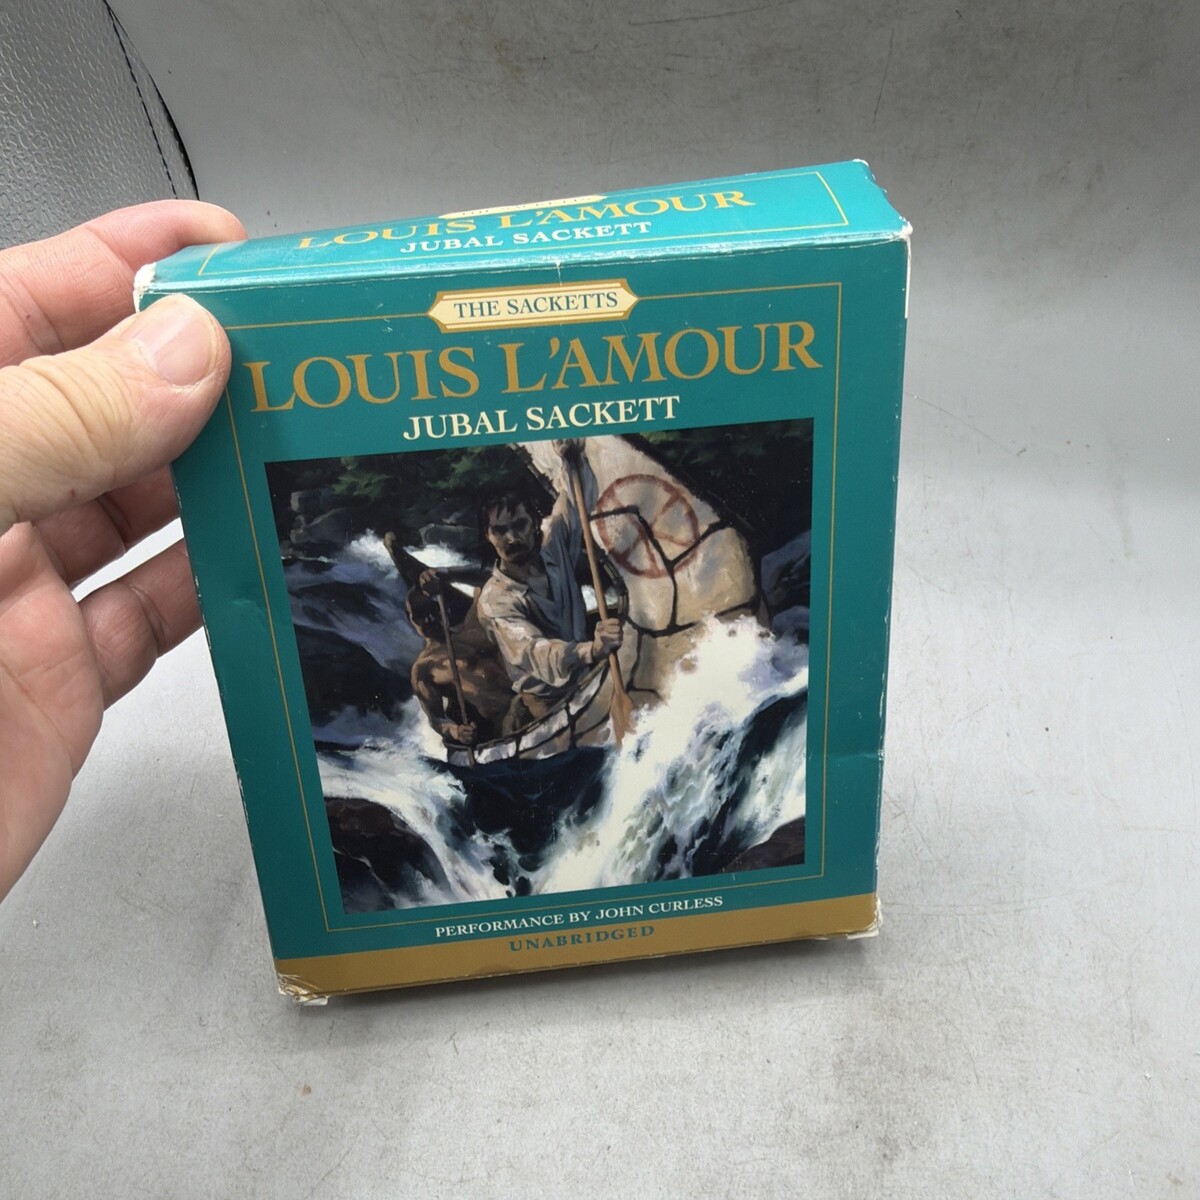 LOUIS L'AMOUR
JUBAL SACKETT
THE SACKETTS
LOUIS L'AMOUR
JUBAL SACKETT
PERFORMANCE BY JOHN CURLESS
UNABRIDGED